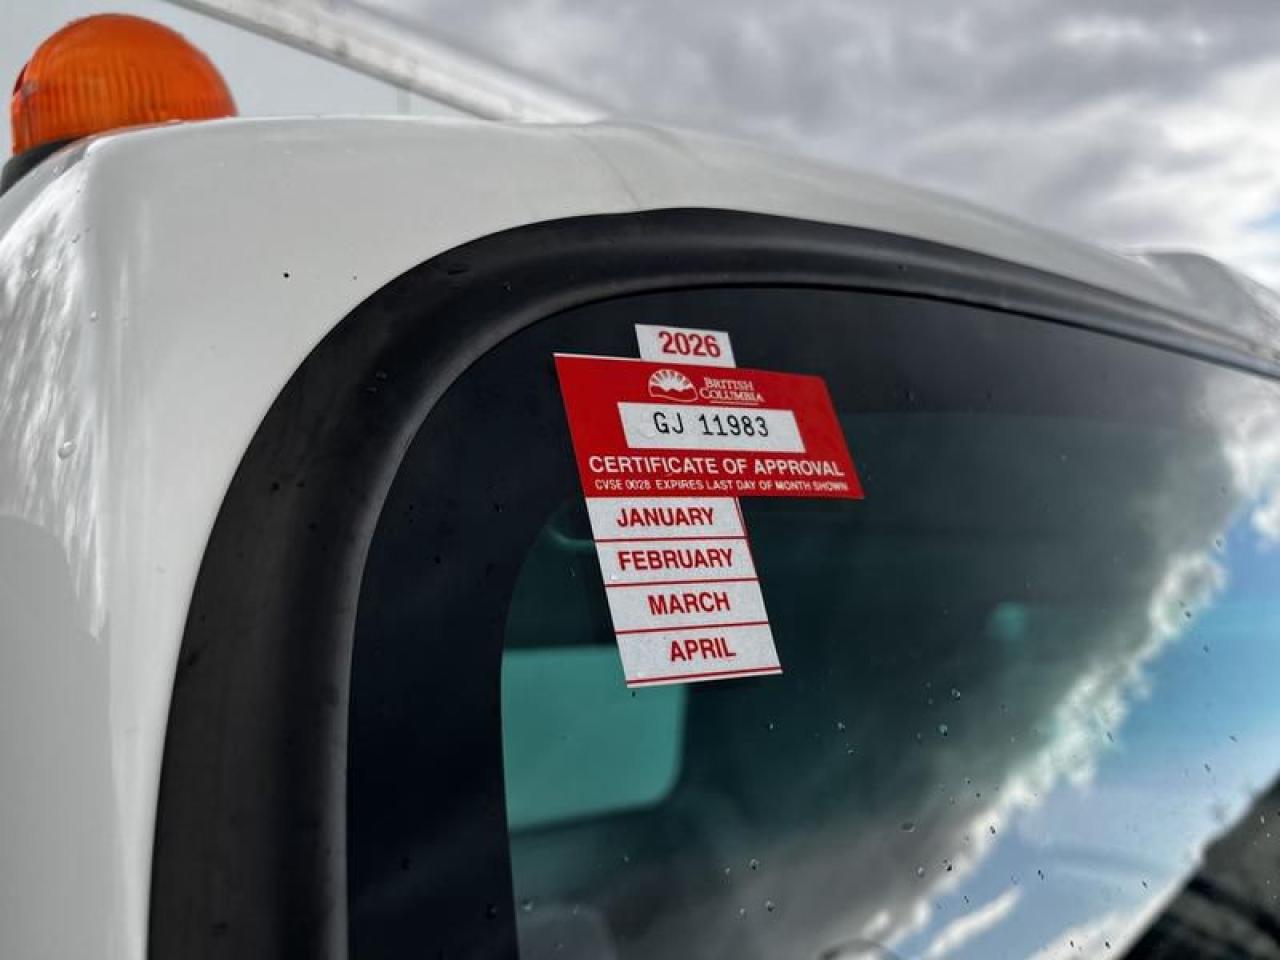 2026
BRITISH
COLUMBIA
GJ 11983
CERTIFICATE OF APPROVAL
CVSE 0028 EXPIRES LAST DAY OF MONTH SHOWN
JANUARY
FEBRUARY
MARCH
APRIL